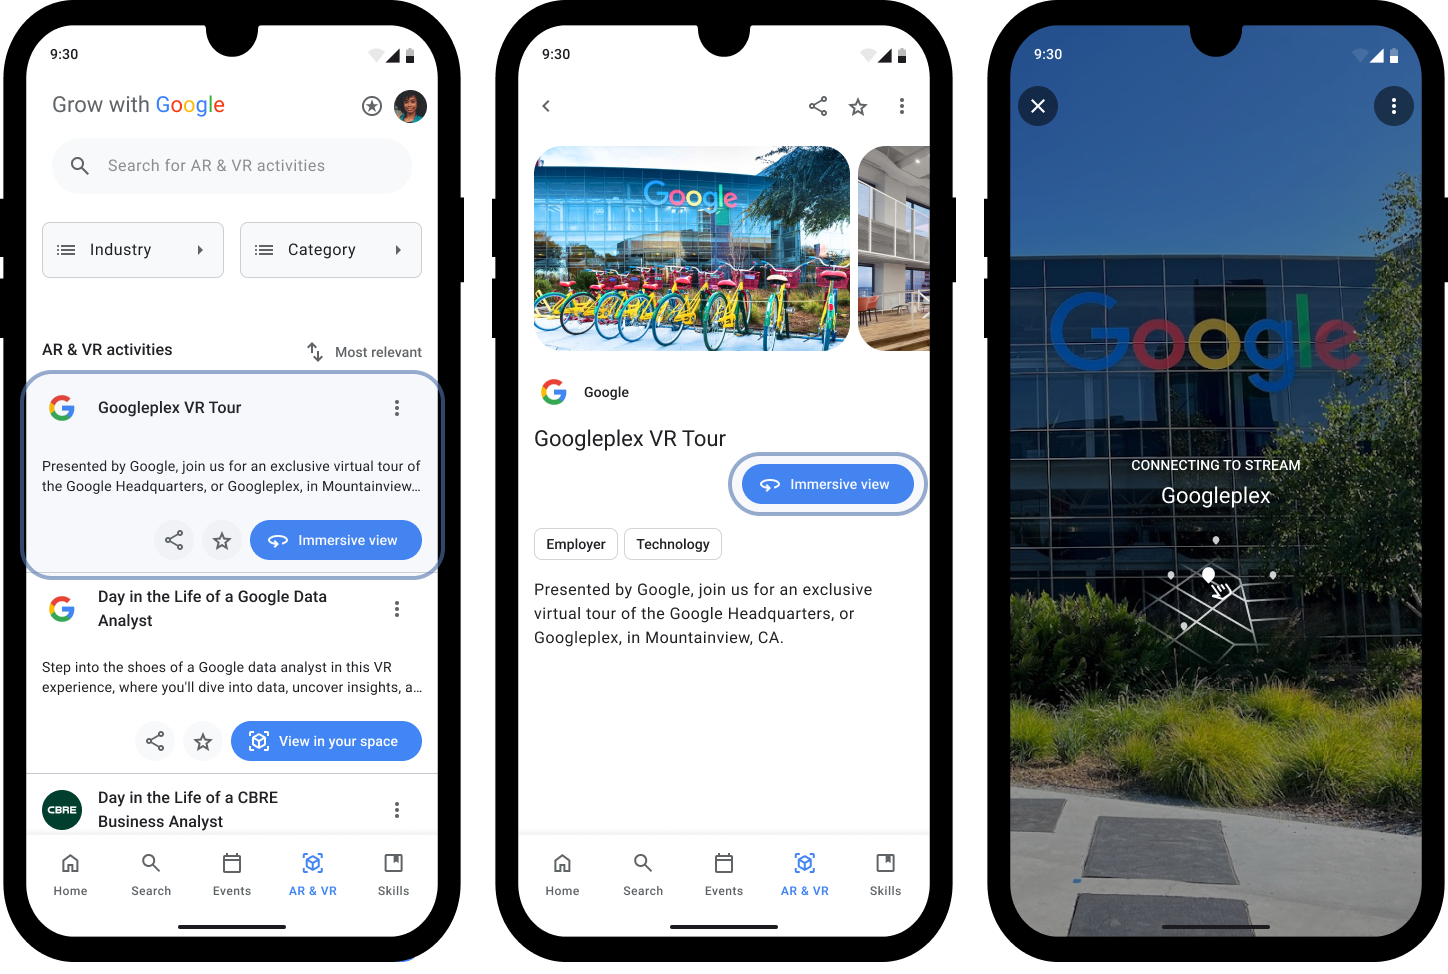 9:30
Grow with Google
Search for AR & VR activities
Industry
Category
AR & VR activities
Most relevant
Googleplex VR Tour
Presented by Google, join us for an exclusive virtual tour of
the Google Headquarters, or Googleplex, in Mountainview...
Immersive view
Day in the Life of a Google Data
Analyst
Step into the shoes of a Google data analyst in this VR
experience, where you'll dive into data, uncover insights, a...
View in your space
CBRE
Day in the Life of a CBRE
Business Analyst
Home
Search
Events
AR & VR
Skills
9:30
Google
Google
Googleplex VR Tour
Immersive view
Employer
Technology
Presented by Google, join us for an exclusive
virtual tour of the Google Headquarters, or
Googleplex, in Mountainview, CA.
Home
Search
Events
AR & VR
Skills
9:30
Google
CONNECTING TO STREAM
Googleplex